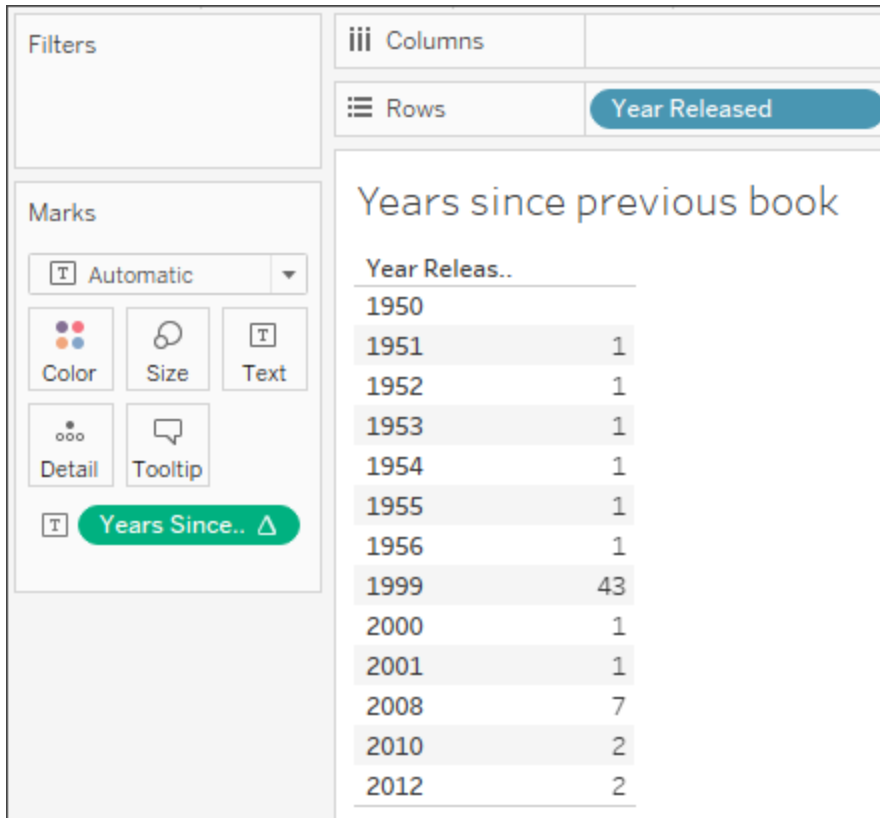 Filters
Columns
Rows
Year Released
Marks
T Automatic
Color
Size
T
Text
Detail
Tooltip
T Years Since.. Δ
Years since previous book
Year Releas..
1950
1951 1
1952 1
1953 1
1954 1
1955 1
1956 1
1999 43
2000 1
2001 1
2008 7
2010 2
2012 2